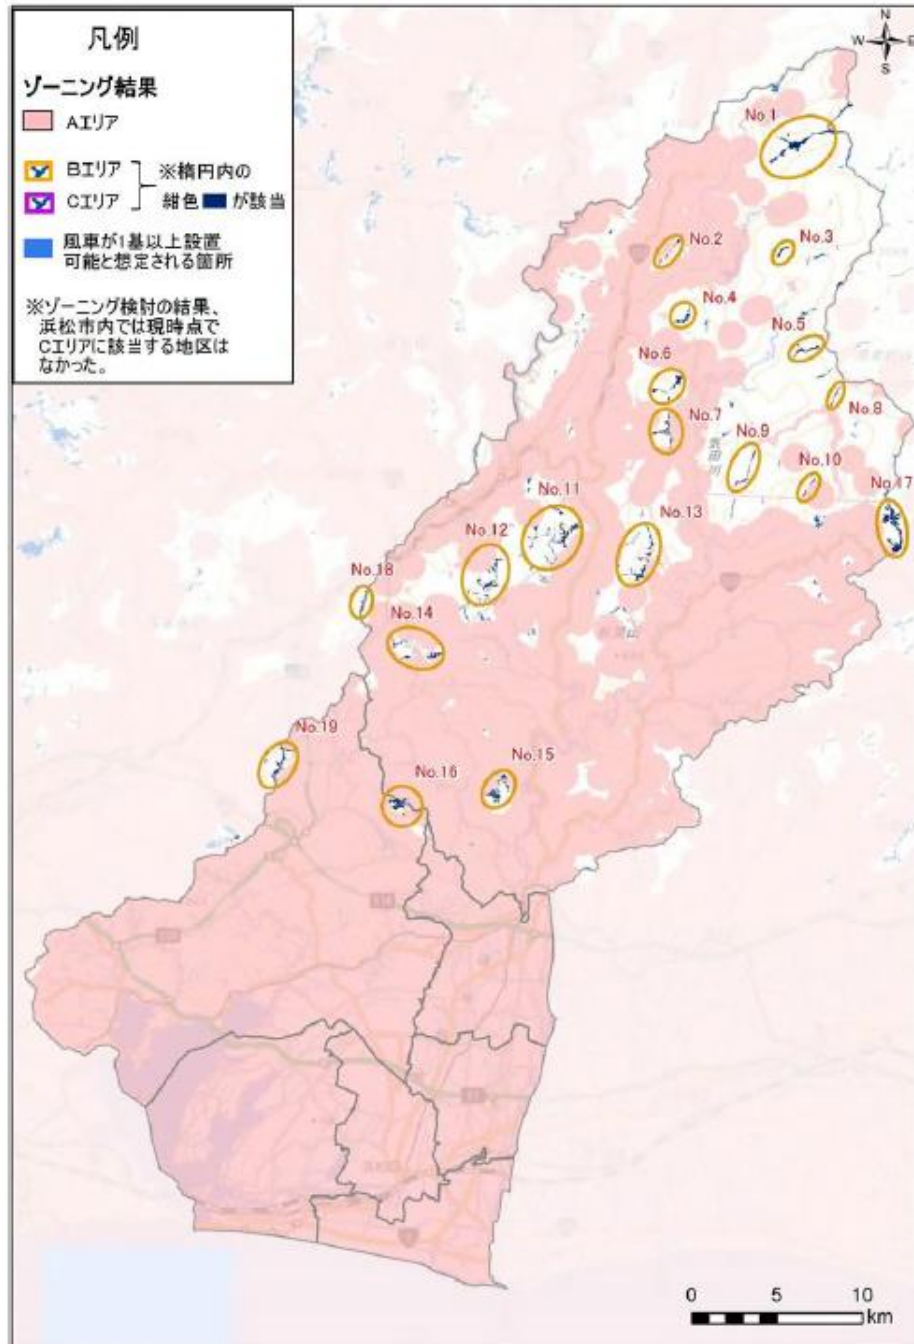 凡例
ゾーニング結果
Aエリア
Bエリア
Cエリア
※楕円内の
紺色 が該当
風車が1基以上設置
可能と想定される箇所
※ゾーニング検討の結果、
浜松市内では現時点で
Cエリアに該当する地区は
なかった。
N
W E
S
No.1
No.2
No.3
No.4
No.5
No.6
No.7
No.8
No.9
No.10
No.17
No.11
No.12
No.13
No.18
No.14
No.19
No.16
No.15
気田川
0 5 10
km